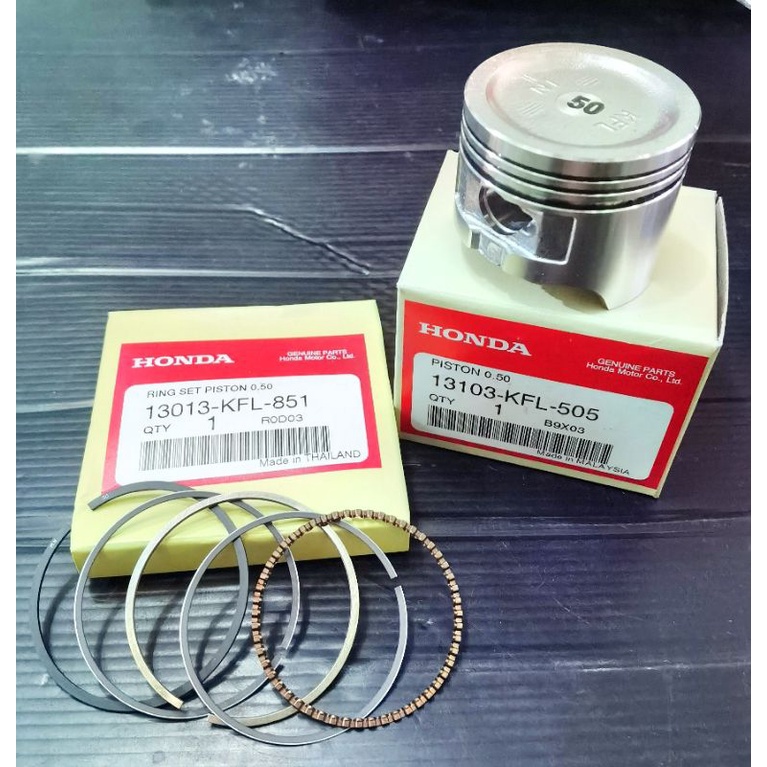 50
KFL
HONDA
GENUINE PARTS
Honda Motor Co., Ltd.
PISTON 0.50
13103-KFL-505
QTY 1 B9X03
Made in MALAYSIA
HONDA
GENUINE PARTS
Honda Motor Co., Ltd.
RING SET PISTON 0.50
13013-KFL-851
QTY 1 R0D03
Made in THAILAND